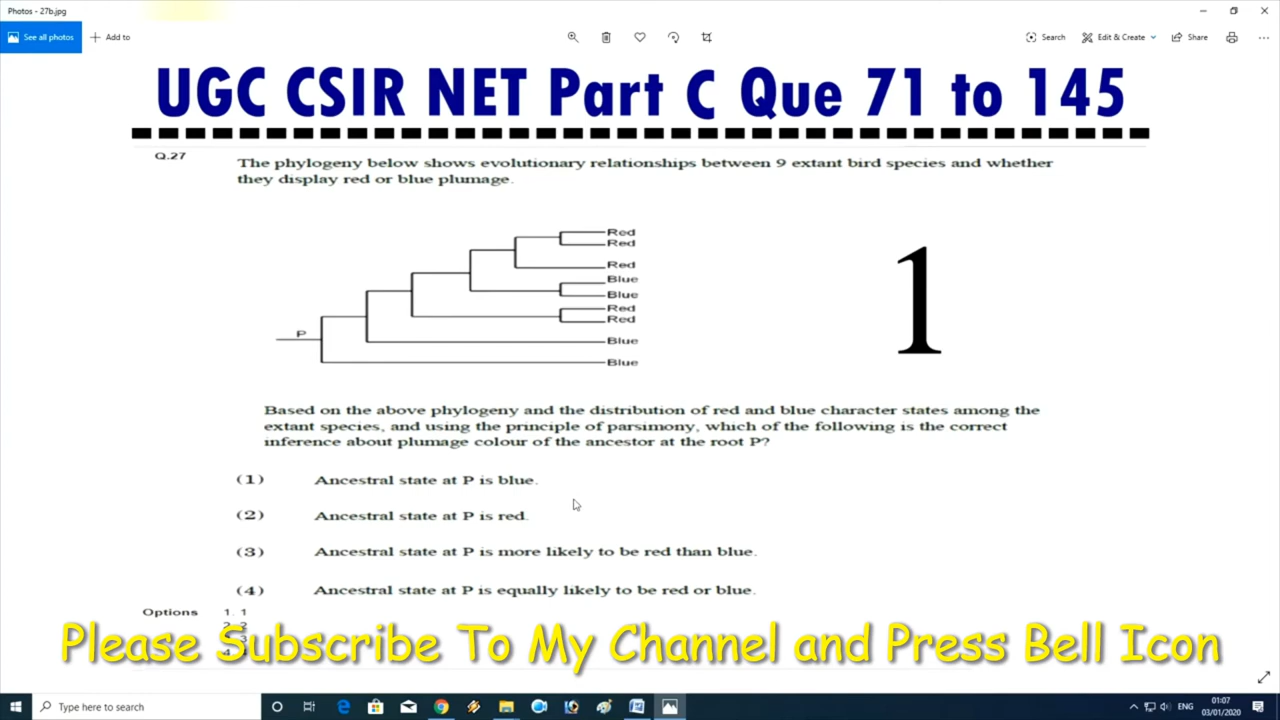 Photos - 27b.jpg
See all photos
Add to
Search
Edit & Create
Share
UGC CSIR NET Part C Que 71 to 145
Q.27
The phylogeny below shows evolutionary relationships between 9 extant bird species and whether
they display red or blue plumage.
Red
Red
Red
Blue
Blue
Red
Red
Blue
Blue
P
1
Based on the above phylogeny and the distribution of red and blue character states among the
extant species, and using the principle of parsimony, which of the following is the correct
inference about plumage colour of the ancestor at the root P?
(1) Ancestral state at P is blue.
(2) Ancestral state at P is red.
(3) Ancestral state at P is more likely to be red than blue.
(4) Ancestral state at P is equally likely to be red or blue.
Options 1. 1
2. 2
3
4
Please Subscribe To My Channel and Press Bell Icon
Type here to search
ENG
01:07
03/01/2020